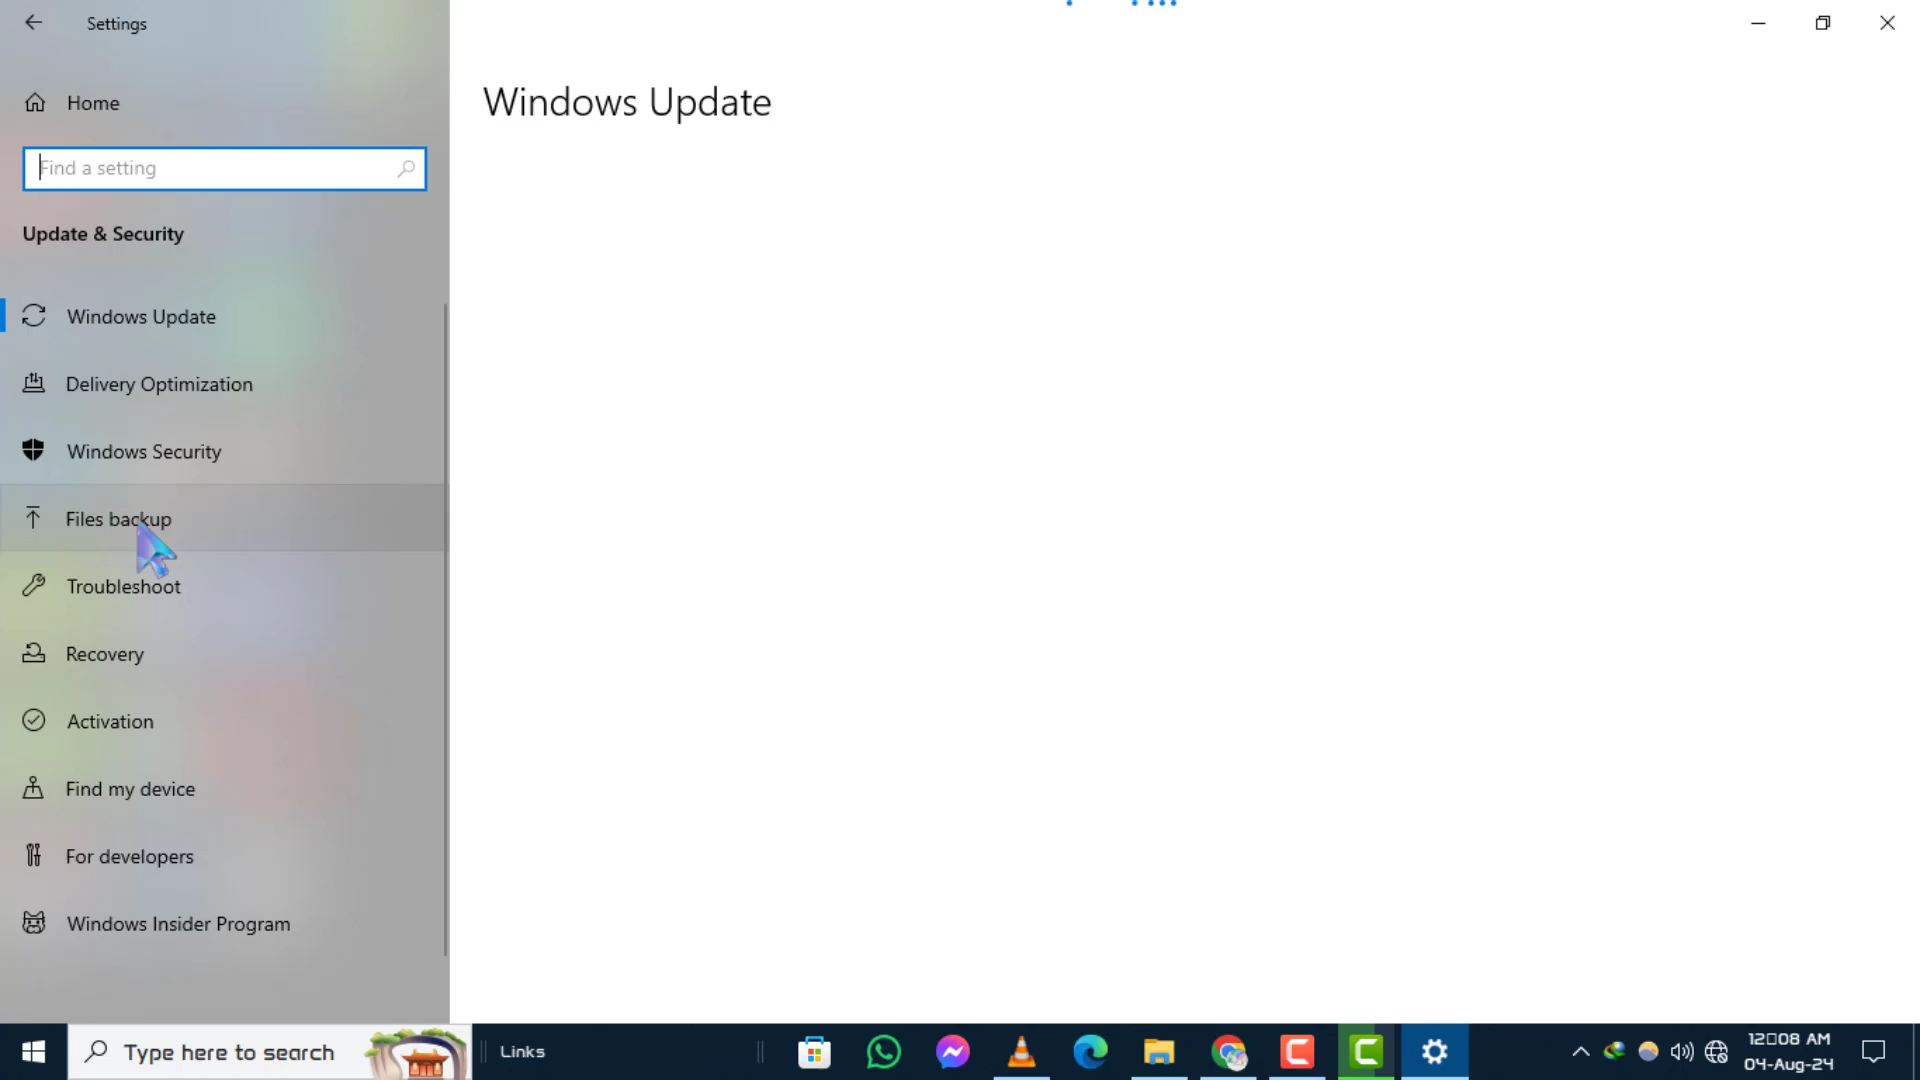 Settings
Home
Find a setting
Update & Security
Windows Update
Delivery Optimization
Windows Security
Files backup
Troubleshoot
Recovery
Activation
Find my device
For developers
Windows Insider Program
Windows Update
Type here to search
Links
12□08 AM
04-Aug-24